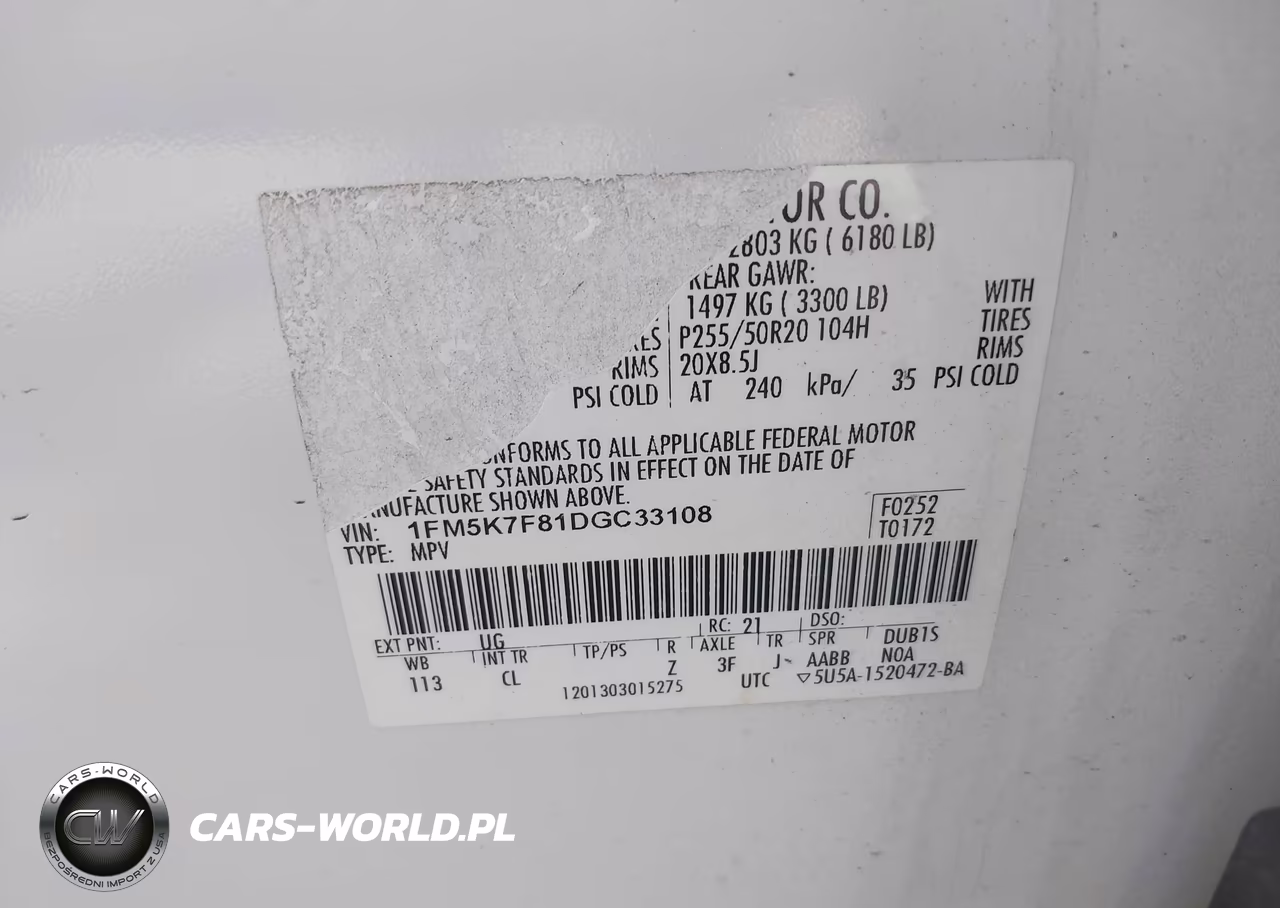 OR CO.
2803 KG ( 6180 LB)
REAR GAWR:
1497 KG ( 3300 LB) WITH
P255/50R20 104H TIRES
RIMS 20X8.5J RIMS
PSI COLD AT 240 kPa/ 35 PSI COLD
NFORMS TO ALL APPLICABLE FEDERAL MOTOR
SAFETY STANDARDS IN EFFECT ON THE DATE OF
ANUFACTURE SHOWN ABOVE.
VIN: 1FM5K7F81DGC33108
TYPE: MPV
F0252
T0172
EXT PNT: UG RC: 21 DSO:
WB INT TR TP/PS R AXLE TR SPR DUB1S
113 CL Z 3F J- AABB NOA
1201303015275 UTC ▽5U5A-1520472-BA
CARS-WORLD
CW
BEZPOŚREDNI IMPORT Z USA
CARS-WORLD.PL